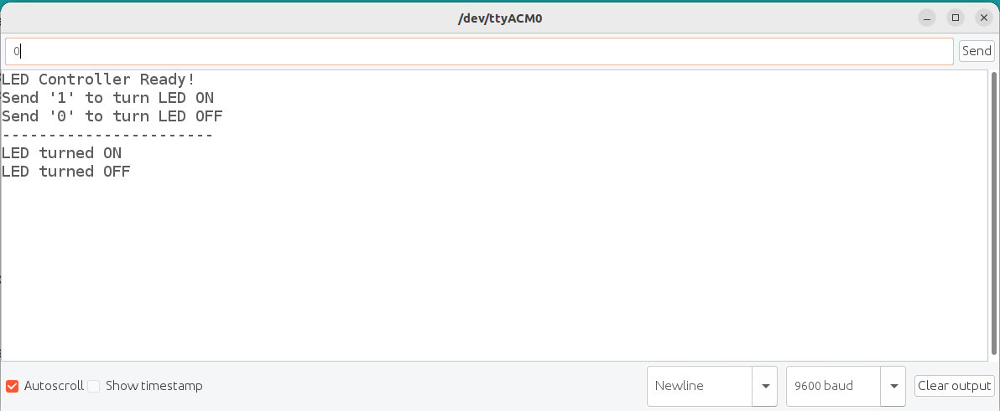 /dev/ttyACM0
0
Send
LED Controller Ready!
Send '1' to turn LED ON
Send '0' to turn LED OFF
-----------------------
LED turned ON
LED turned OFF
Autoscroll
Show timestamp
Newline
9600 baud
Clear output